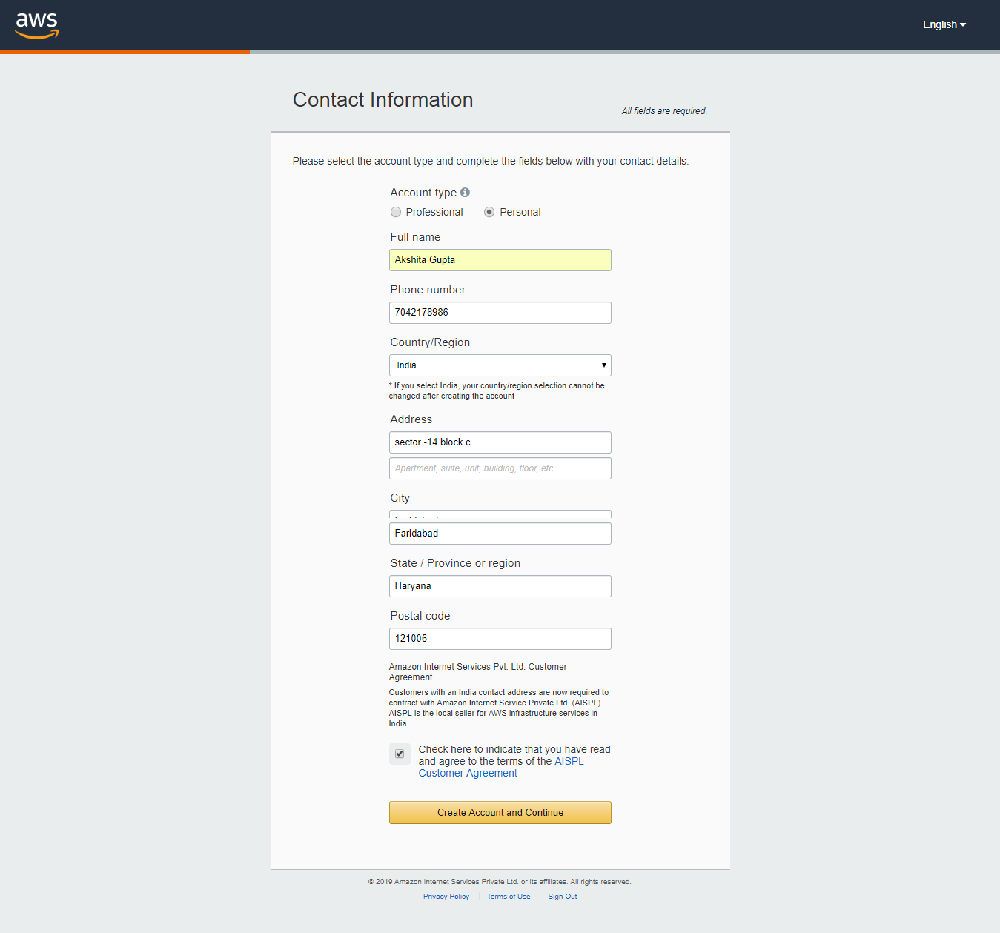 aws
English
Contact Information
All fields are required.
Please select the account type and complete the fields below with your contact details.
Account type
Professional Personal
Full name
Akshita Gupta
Phone number
7042178986
Country/Region
India
* If you select India, your country/region selection cannot be
changed after creating the account
Address
sector -14 block c
Apartment, suite, unit, building, floor, etc.
City
Faridabad
State / Province or region
Haryana
Postal code
121006
Amazon Internet Services Pvt. Ltd. Customer
Agreement
Customers with an India contact address are now required to
contract with Amazon Internet Service Private Ltd. (AISPL).
AISPL is the local seller for AWS infrastructure services in
India.
Check here to indicate that you have read
and agree to the terms of the AISPL
Customer Agreement
Create Account and Continue
© 2019 Amazon Internet Services Private Ltd. or its affiliates. All rights reserved.
Privacy Policy Terms of Use Sign Out